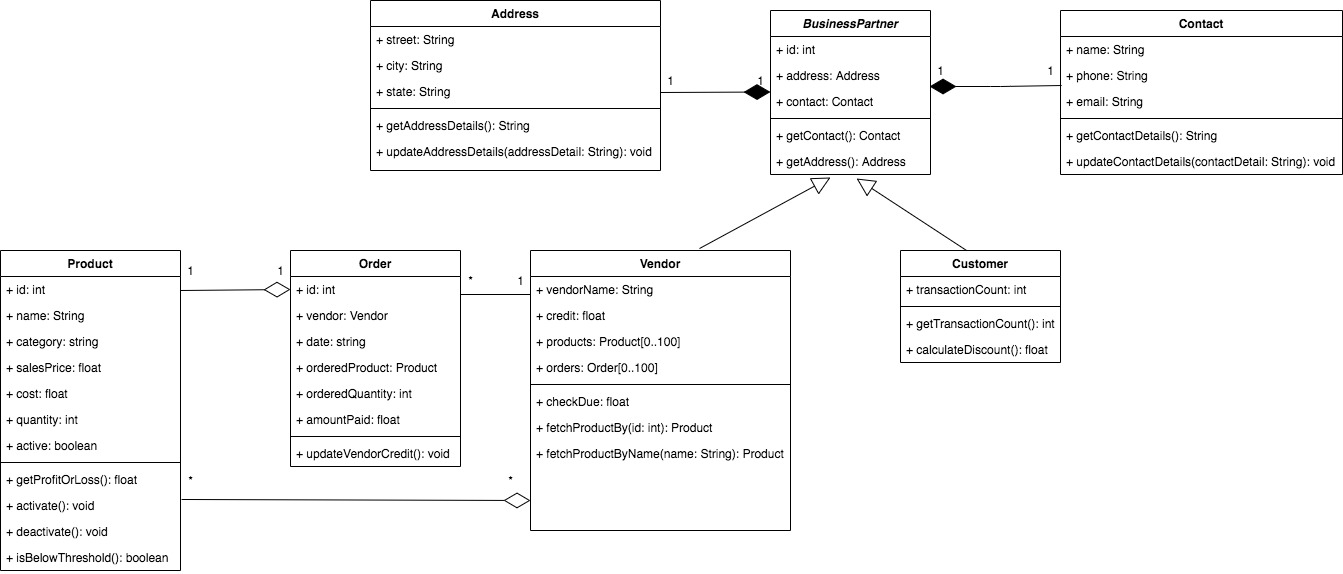 Address
+ street: String
+ city: String
+ state: String
+ getAddressDetails(): String
+ updateAddressDetails(addressDetail: String): void
1
1
BusinessPartner
+ id: int
+ address: Address
+ contact: Contact
+ getContact(): Contact
+ getAddress(): Address
1
1
Contact
+ name: String
+ phone: String
+ email: String
+ getContactDetails(): String
+ updateContactDetails(contactDetail: String): void
Product
+ id: int
+ name: String
+ category: string
+ salesPrice: float
+ cost: float
+ quantity: int
+ active: boolean
+ getProfitOrLoss(): float
+ activate(): void
+ deactivate(): void
+ isBelowThreshold(): boolean
1
1
Order
+ id: int
+ vendor: Vendor
+ date: string
+ orderedProduct: Product
+ orderedQuantity: int
+ amountPaid: float
+ updateVendorCredit(): void
*
1
*
*
Vendor
+ vendorName: String
+ credit: float
+ products: Product[0..100]
+ orders: Order[0..100]
+ checkDue: float
+ fetchProductBy(id: int): Product
+ fetchProductByName(name: String): Product
Customer
+ transactionCount: int
+ getTransactionCount(): int
+ calculateDiscount(): float